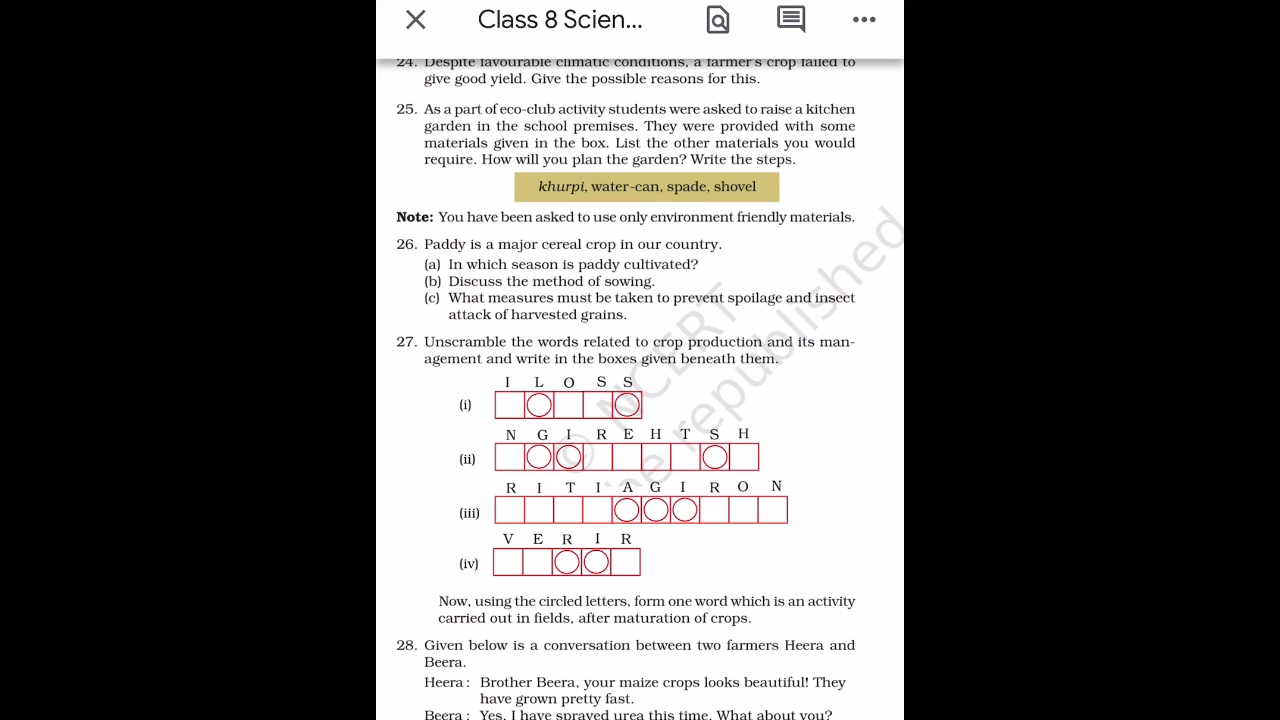 Class 8 Scien...
24. Despite favourable climatic conditions, a farmer's crop failed to
give good yield. Give the possible reasons for this.
25. As a part of eco-club activity students were asked to raise a kitchen
garden in the school premises. They were provided with some
materials given in the box. List the other materials you would
require. How will you plan the garden? Write the steps.
khurpi, water-can, spade, shovel
Note: You have been asked to use only environment friendly materials.
26. Paddy is a major cereal crop in our country.
(a) In which season is paddy cultivated?
(b) Discuss the method of sowing.
(c) What measures must be taken to prevent spoilage and insect
attack of harvested grains.
27. Unscramble the words related to crop production and its man-
agement and write in the boxes given beneath them.
I L O S S
(i)
N G I R E H T S H
(ii)
R I T I A G I R O N
(iii)
V E R I R
(iv)
Now, using the circled letters, form one word which is an activity
carried out in fields, after maturation of crops.
28. Given below is a conversation between two farmers Heera and
Beera.
Heera : Brother Beera, your maize crops looks beautiful! They
have grown pretty fast.
Beera : Yes, I have sprayed urea this time. What about you?
© NCERT
be republished